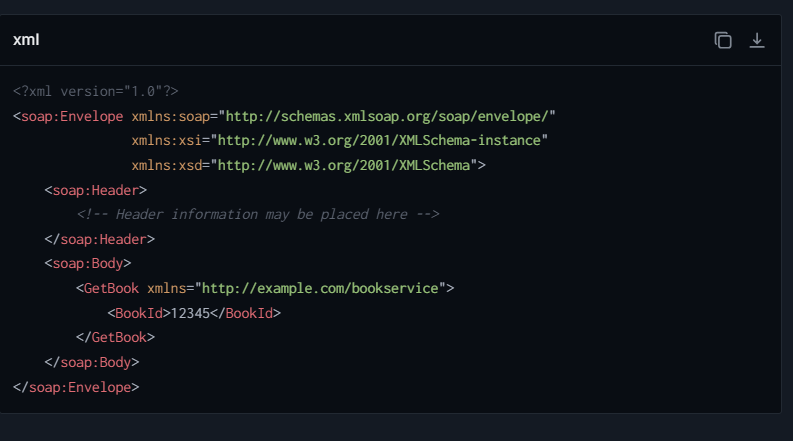 xml
<?xml version="1.0"?>
<soap:Envelope xmlns:soap="http://schemas.xmlsoap.org/soap/envelope/"
               xmlns:xsi="http://www.w3.org/2001/XMLSchema-instance"
               xmlns:xsd="http://www.w3.org/2001/XMLSchema">
    <soap:Header>
        <!-- Header information may be placed here -->
    </soap:Header>
    <soap:Body>
        <GetBook xmlns="http://example.com/bookservice">
            <BookId>12345</BookId>
        </GetBook>
    </soap:Body>
</soap:Envelope>